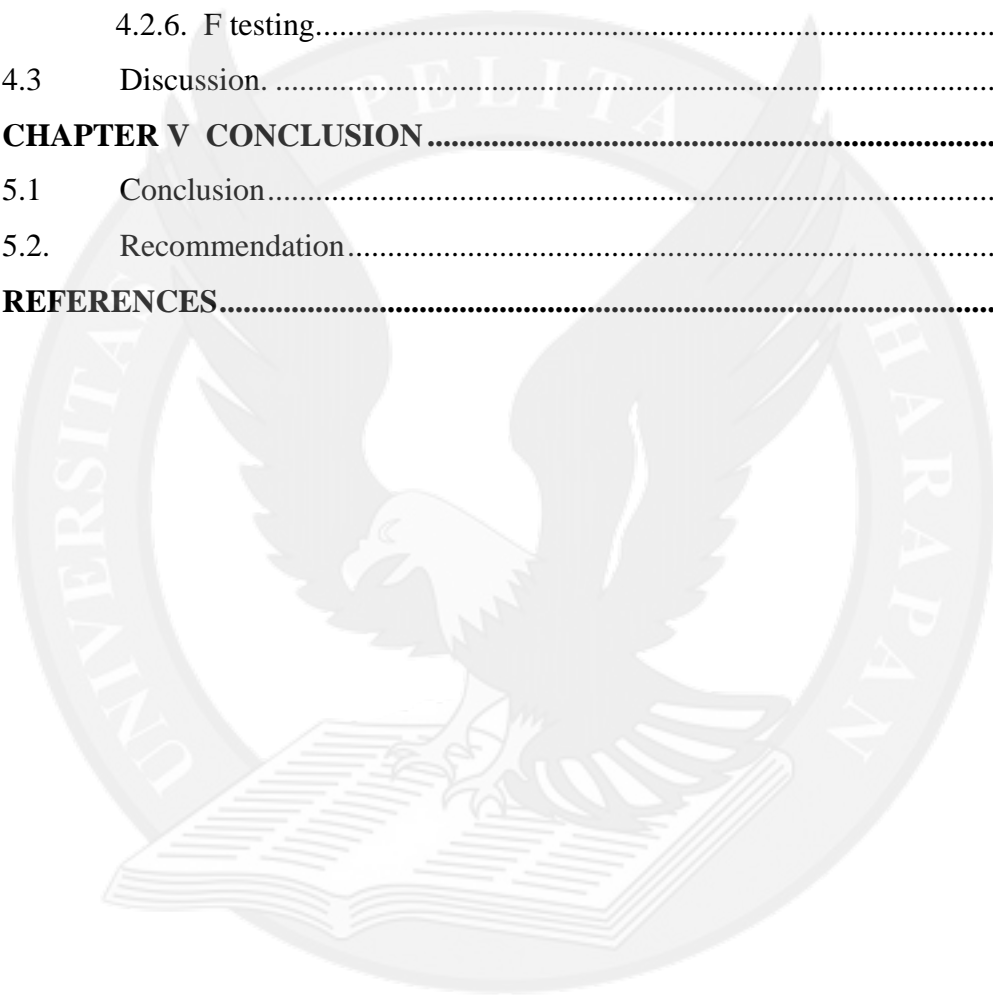 4.2.6. F testing..........................................................................................
4.3 Discussion. ..........................................................................................
CHAPTER V CONCLUSION..........................................................................................
5.1 Conclusion..........................................................................................
5.2. Recommendation..........................................................................................
REFERENCES..........................................................................................
UNIVERSITAS PELITA HARAPAN